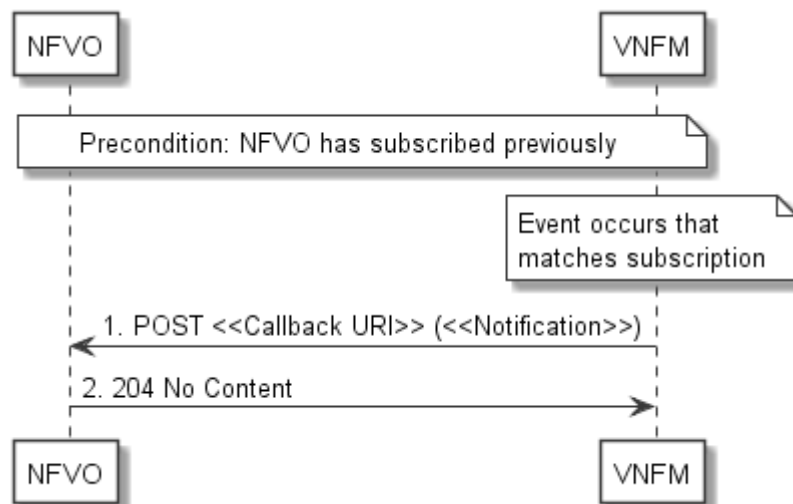 NFVO VNFM
Precondition: NFVO has subscribed previously
Event occurs that
matches subscription
1. POST <<Callback URI>> (<<Notification>>)
2. 204 No Content
NFVO VNFM